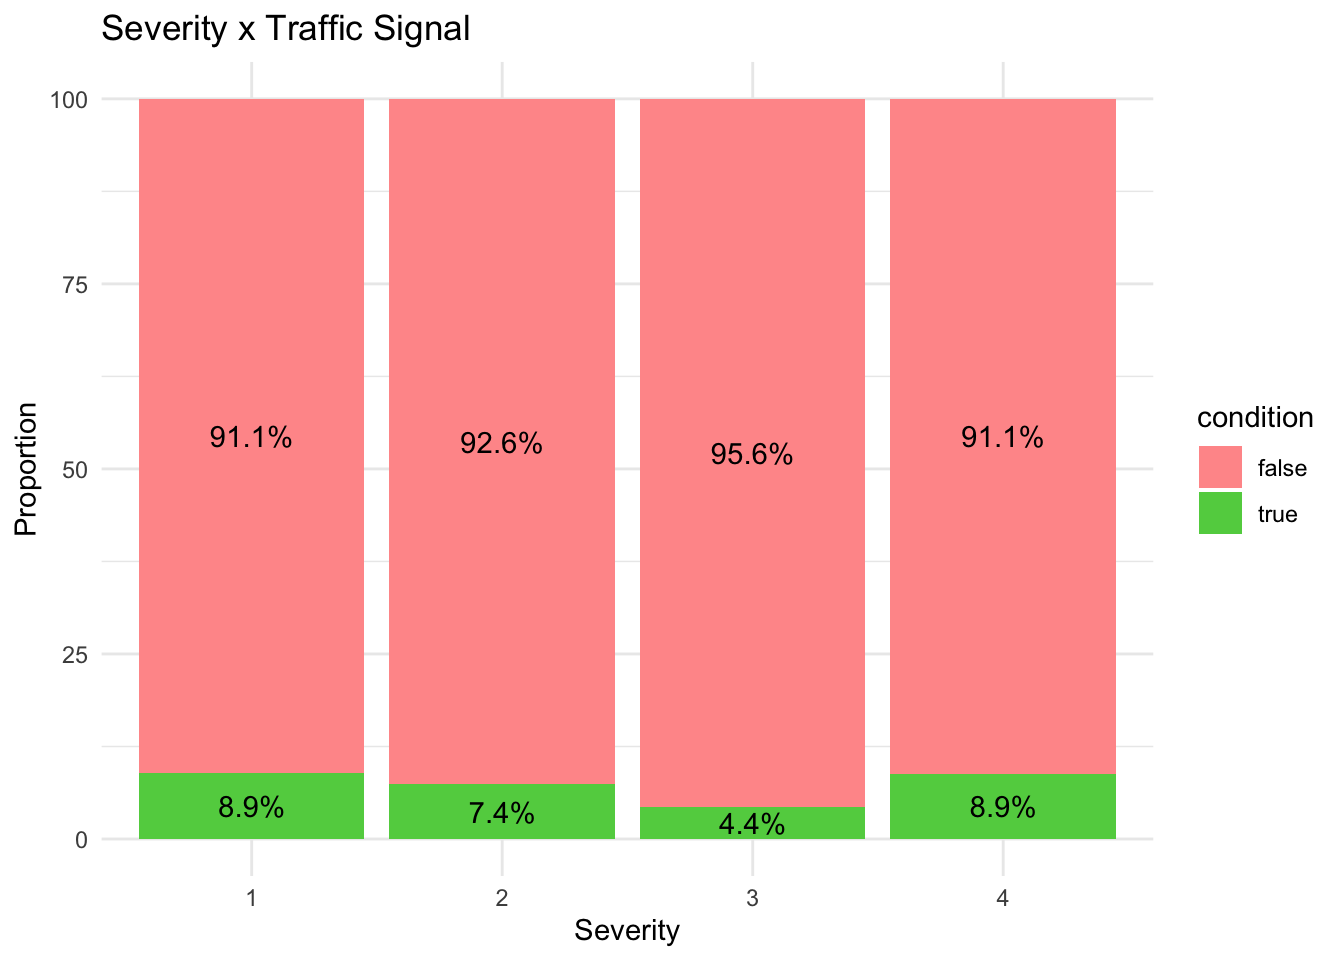 Severity x Traffic Signal
Proportion
100
75
50
25
0
91.1%
92.6%
95.6%
91.1%
8.9%
7.4%
4.4%
8.9%
1
2
3
4
Severity
condition
false
true